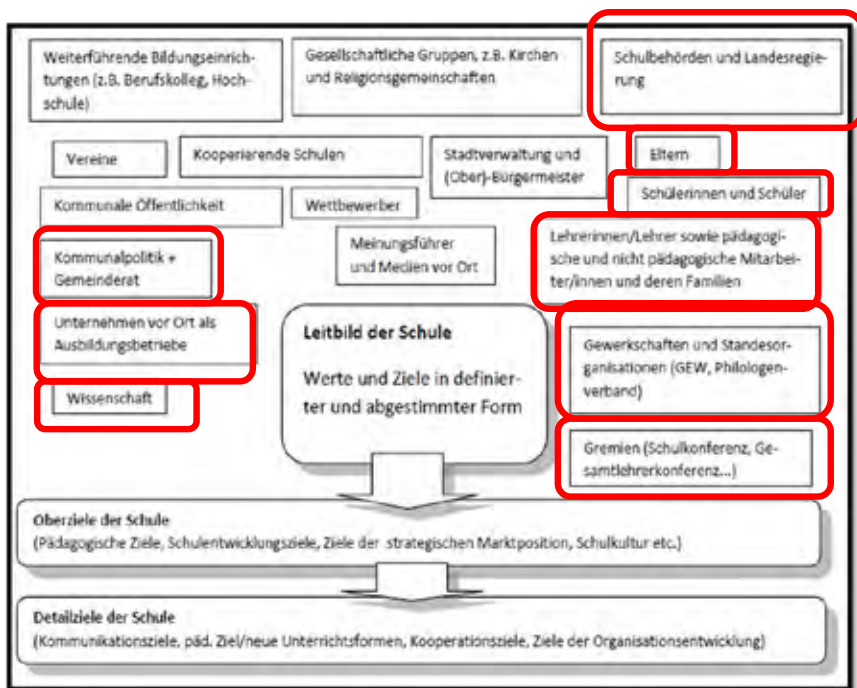 Weiterführende Bildungseinrich-
tungen (z.B. Berufskolleg, Hoch-
schule)
Gesellschaftliche Gruppen, z.B. Kirchen
und Religionsgemeinschaften
Schulbehörden und Landesregie-
rung
Vereine
Kooperierende Schulen
Stadtverwaltung und
(Ober)-Bürgermeister
Eltern
Kommunale Öffentlichkeit
Wettbewerber
Schülerinnen und Schüler
Kommunalpolitik +
Gemeinderat
Meinungsführer
und Medien vor Ort
Lehrerinnen/Lehrer sowie pädagogi-
sche und nicht pädagogische Mitarbei-
ter/innen und deren Familien
Unternehmen vor Ort als
Ausbildungsbetriebe
Wissenschaft
Leitbild der Schule
Werte und Ziele in definier-
ter und abgestimmter Form
Gewerkschaften und Standesor-
ganisationen (GEW, Philologen-
verband)
Gremien (Schulkonferenz, Ge-
samtlehrerkonferenz...)
Oberziele der Schule
(Pädagogische Ziele, Schulentwicklungsziele, Ziele der strategischen Marktposition, Schulkultur etc.)
Detailziele der Schule
(Kommunikationsziele, päd. Ziel/neue Unterrichtsformen, Kooperationsziele, Ziele der Organisationsentwicklung)